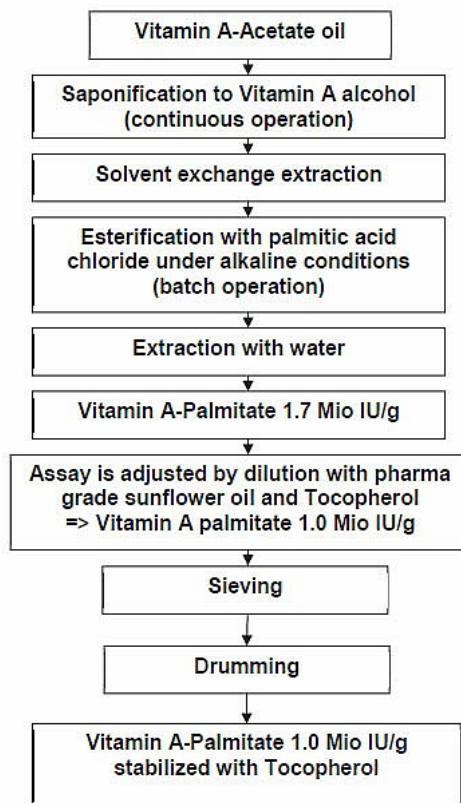 Vitamin A-Acetate oil
Saponification to Vitamin A alcohol
(continuous operation)
Solvent exchange extraction
Esterification with palmitic acid
chloride under alkaline conditions
(batch operation)
Extraction with water
Vitamin A-Palmitate 1.7 Mio IU/g
Assay is adjusted by dilution with pharma
grade sunflower oil and Tocopherol
=> Vitamin A palmitate 1.0 Mio IU/g
Sieving
Drumming
Vitamin A-Palmitate 1.0 Mio IU/g
stabilized with Tocopherol